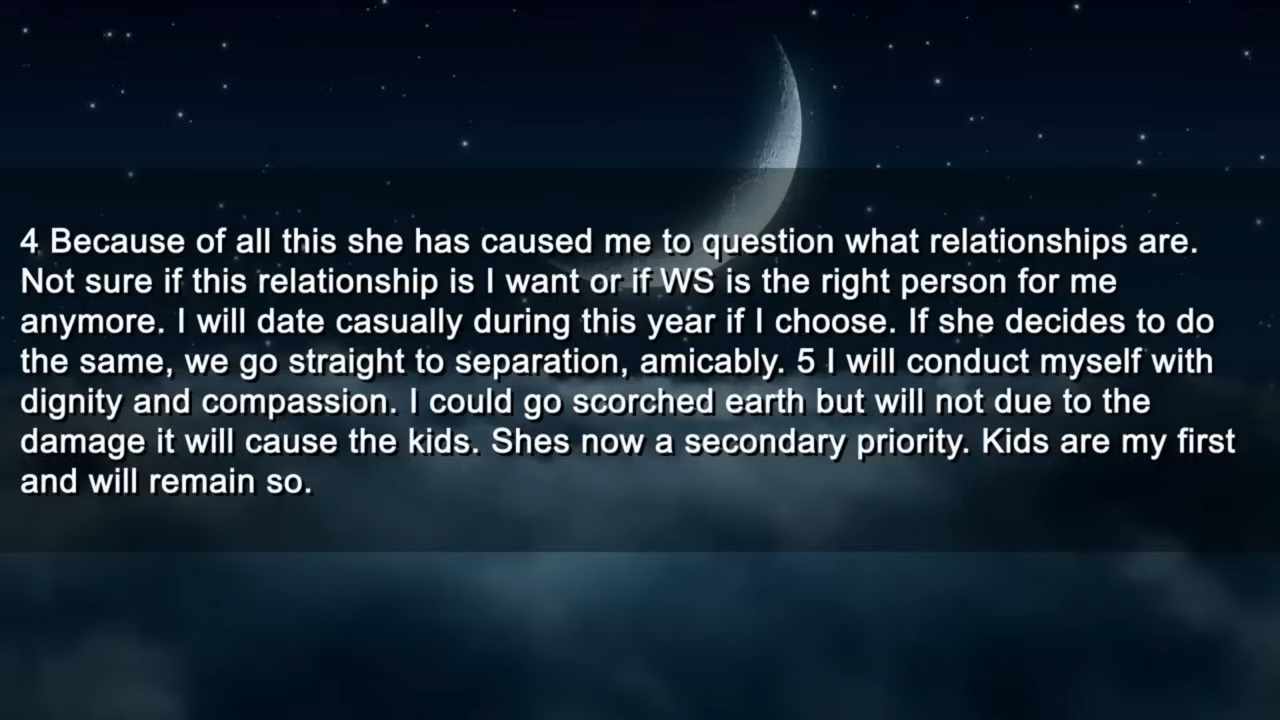 4 Because of all this she has caused me to question what relationships are.
Not sure if this relationship is I want or if WS is the right person for me
anymore. I will date casually during this year if I choose. If she decides to do
the same, we go straight to separation, amicably. 5 I will conduct myself with
dignity and compassion. I could go scorched earth but will not due to the
damage it will cause the kids. Shes now a secondary priority. Kids are my first
and will remain so.